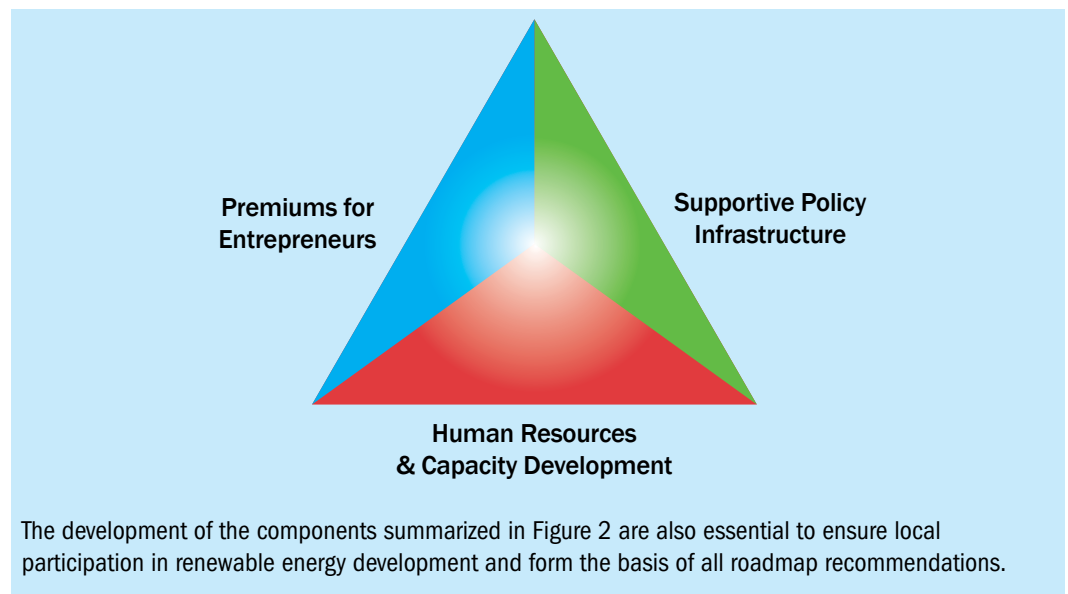 Premiums for
Entrepreneurs
Supportive Policy
Infrastructure
Human Resources
& Capacity Development
The development of the components summarized in Figure 2 are also essential to ensure local
participation in renewable energy development and form the basis of all roadmap recommendations.